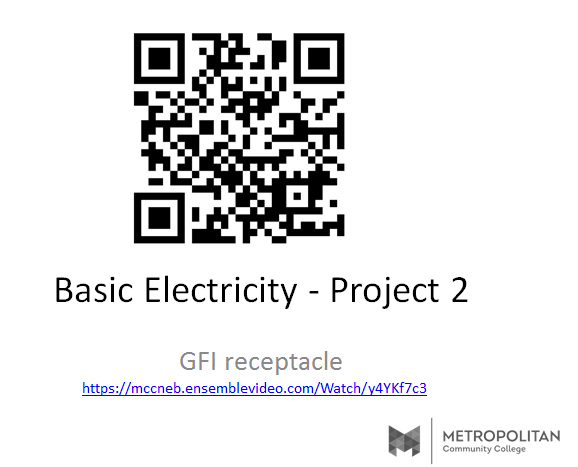 Basic Electricity - Project 2
GFI receptacle
https://mccneb.ensemblevideo.com/Watch/y4YKf7c3
METROPOLITAN
Community College